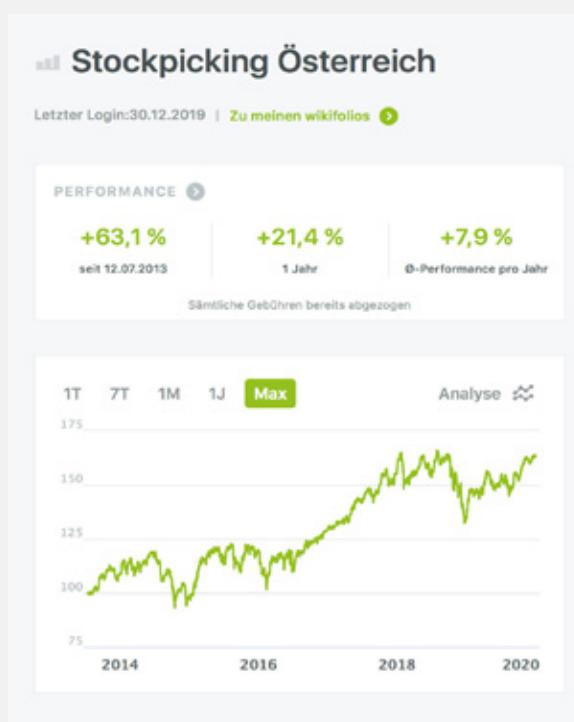 Stockpicking Österreich
Letzter Login:30.12.2019 | Zu meinen wikifolios
PERFORMANCE
+63,1 % +21,4 % +7,9 %
seit 12.07.2013 1 Jahr Ø-Performance pro Jahr
Sämtliche Gebühren bereits abgezogen
1T 7T 1M 1J Max Analyse
175
150
125
100
75
2014 2016 2018 2020